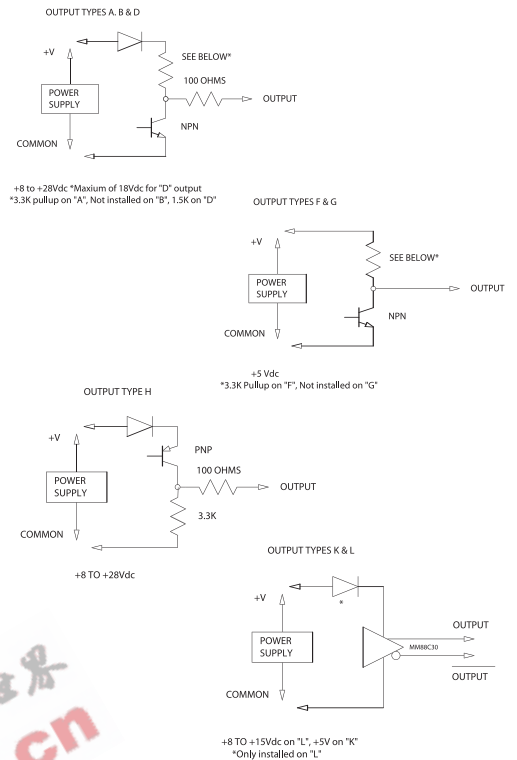 OUTPUT TYPES A. B & D
+V
SEE BELOW*
100 OHMS
POWER
SUPPLY
OUTPUT
NPN
COMMON
+8 to +28Vdc *Maxium of 18Vdc for "D" output
*3.3K pullup on "A", Not installed on "B", 1.5K on "D"
OUTPUT TYPES F & G
+V
SEE BELOW*
POWER
SUPPLY
OUTPUT
NPN
COMMON
+5 Vdc
*3.3K Pullup on "F", Not installed on "G"
OUTPUT TYPE H
+V
PNP
100 OHMS
POWER
SUPPLY
OUTPUT
3.3K
COMMON
+8 TO +28Vdc
OUTPUT TYPES K & L
+V
*
OUTPUT
POWER
SUPPLY
MM88C30
OUTPUT
COMMON
+8 TO +15Vdc on "L", +5V on "K"
*Only installed on "L"
世界
cn